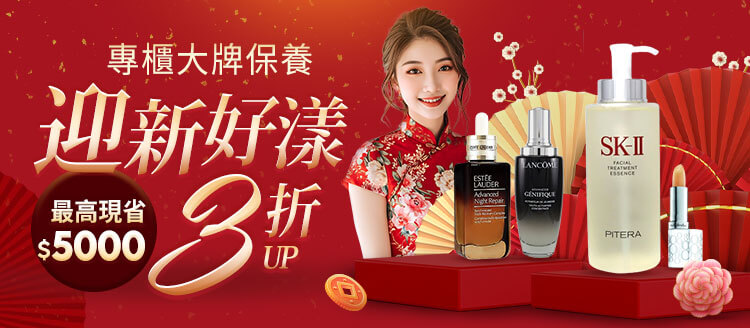 專櫃大牌保養
迎新好漾
3折
UP
最高現省
$5000
ESTĒE
LAUDER
Advanced
Night Repair
LANCÔME
ADVANCED
GÉNIFIQUE
SK-II
FACIAL
TREATMENT
ESSENCE
PITERA